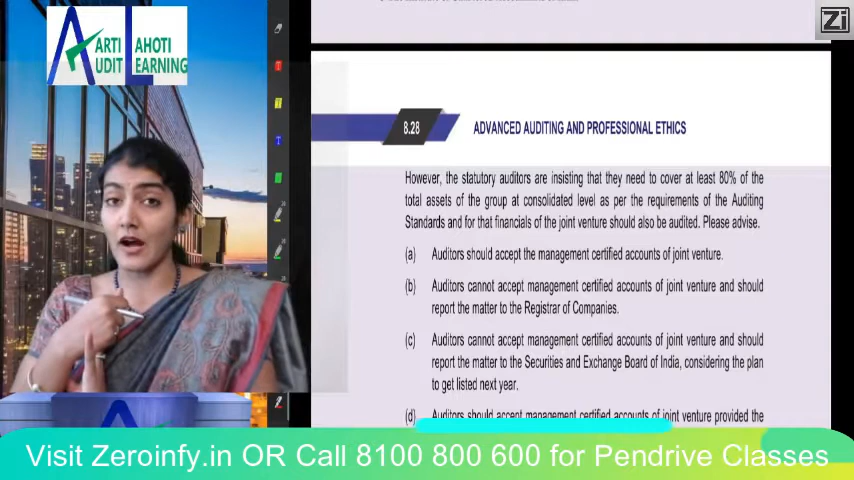 ARTI LAHOTI
AUDIT LEARNING
Zi
8.28
ADVANCED AUDITING AND PROFESSIONAL ETHICS
However, the statutory auditors are insisting that they need to cover at least 80% of the
total assets of the group at consolidated level as per the requirements of the Auditing
Standards and for that financials of the joint venture should also be audited. Please advise.
(a) Auditors should accept the management certified accounts of joint venture.
(b) Auditors cannot accept management certified accounts of joint venture and should
report the matter to the Registrar of Companies.
(c) Auditors cannot accept management certified accounts of joint venture and should
report the matter to the Securities and Exchange Board of India, considering the plan
to get listed next year.
(d) Auditors should accept management certified accounts of joint venture provided the
Visit Zeroinfy.in OR Call 8100 800 600 for Pendrive Classes